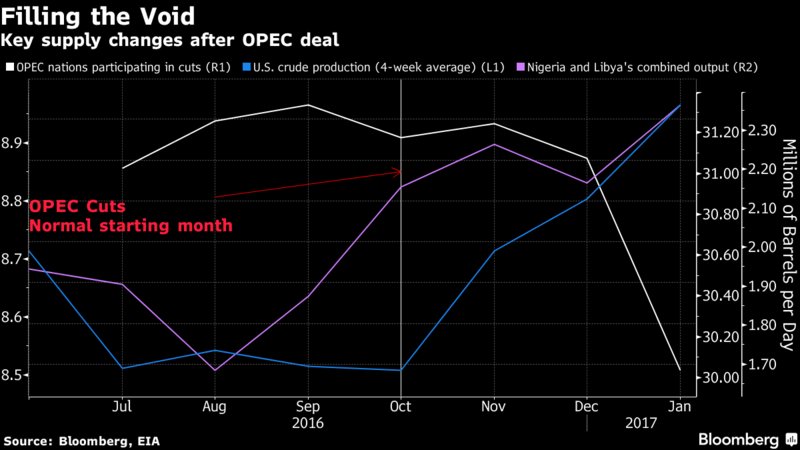 Filling the Void
Key supply changes after OPEC deal
OPEC nations participating in cuts (R1) U.S. crude production (4-week average) (L1) Nigeria and Libya's combined output (R2)
8.9
8.8
8.7
8.6
8.5
OPEC Cuts
Normal starting month
31.20
31.00
30.80
30.60
30.40
30.20
30.00
2.30
2.20
2.10
2.00
1.90
1.80
1.70
Millions of Barrels per Day
Jul Aug Sep Oct Nov Dec Jan
2016 2017
Source: Bloomberg, EIA
Bloomberg